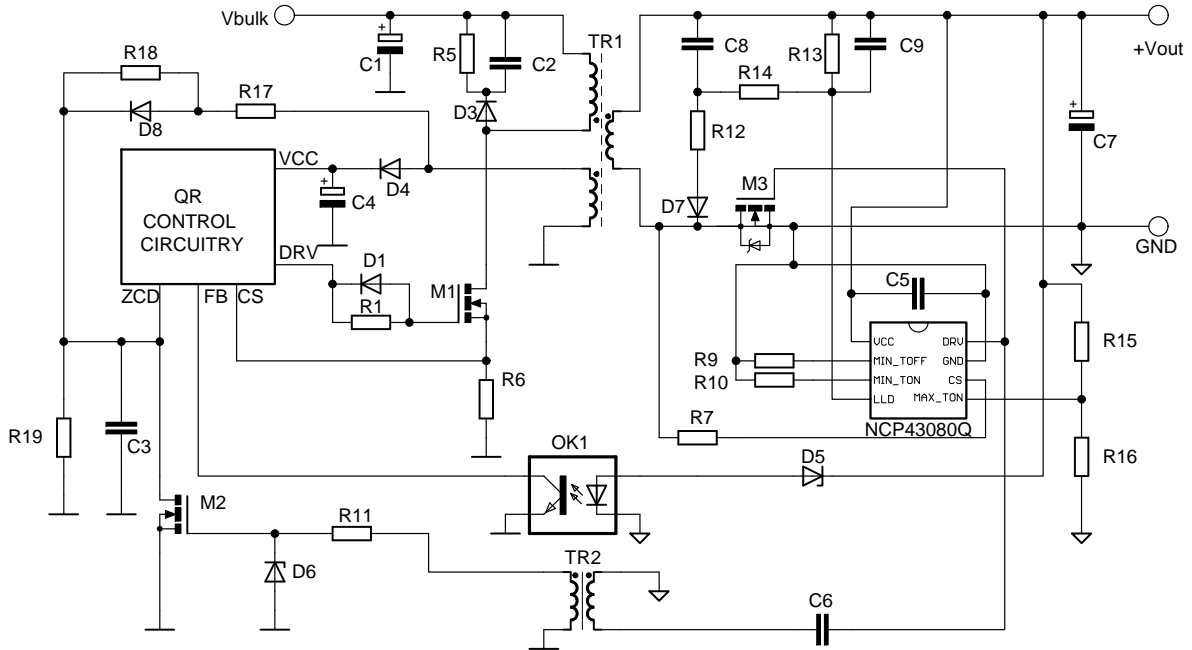 Vbulk
+Vout
R18
R5
C2
C1
TR1
C8
R13
C9
R14
R17
D8
D3
R12
C7
VCC
D4
M3
QR
CONTROL
CIRCUITRY
C4
D7
GND
DRV
D1
M1
C5
ZCD
FB
CS
R1
VCC
DRV
R15
R9
MIN_TOFF
GND
R10
MIN_TON
CS
R6
LLD
MAX_TON
R19
C3
R7
NCP43080Q
OK1
D5
R16
M2
R11
D6
TR2
C6
+
+
+